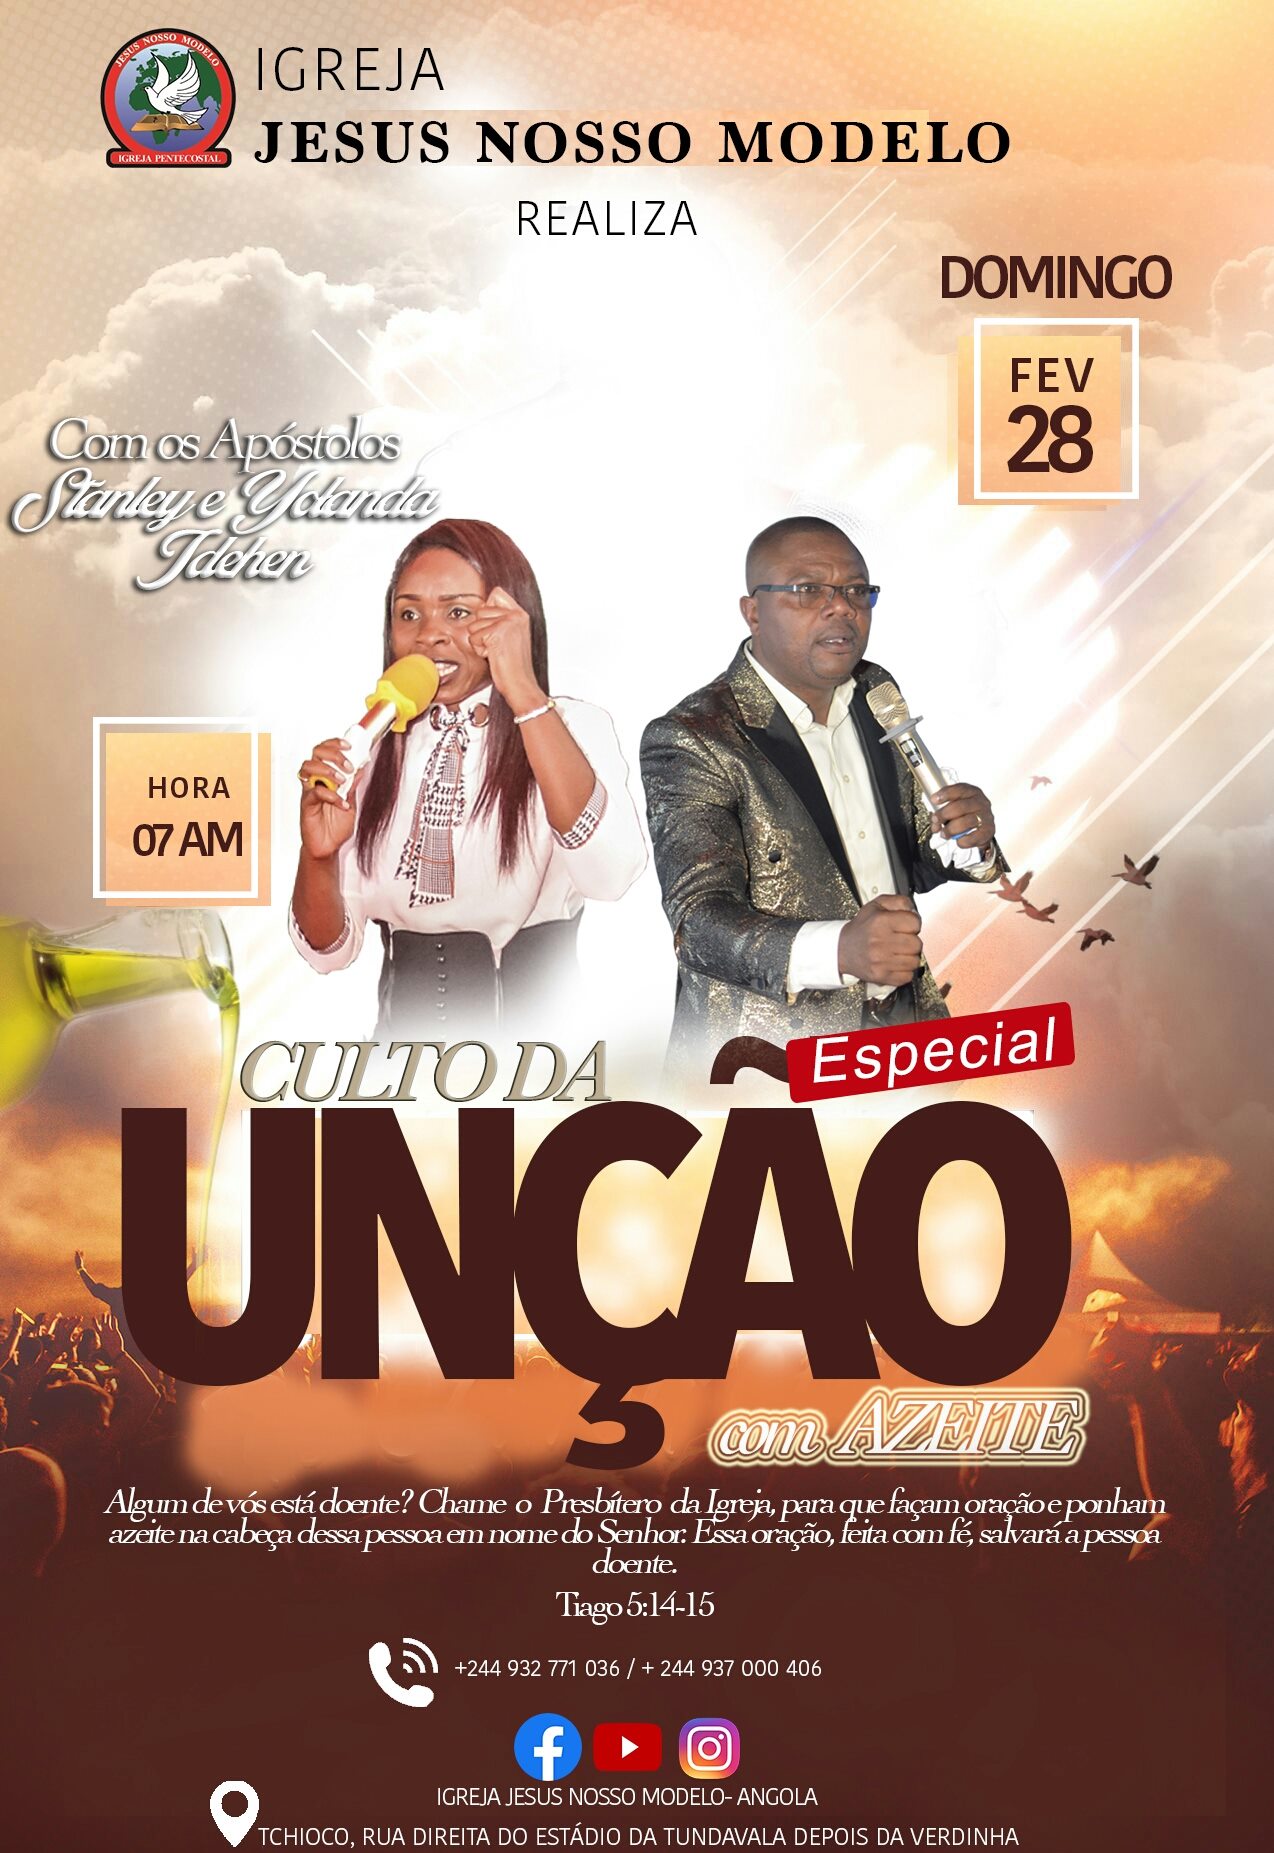 JESUS NOSSO MODELO
IGREJA PENTECOSTAL
IGREJA
JESUS NOSSO MODELO
REALIZA
DOMINGO
FEV
28
Com os Apóstolos
Stanley e Yolanda
Idehen
HORA
07 AM
CULTO DA
Especial
UNÇÃO
com AZEITE
Algum de vós está doente? Chame o Presbítero da Igreja, para que façam oração e ponham
azeite na cabeça dessa pessoa em nome do Senhor. Essa oração, feita com fé, salvará a pessoa
doente.
Tiago 5:14-15
+244 932 771 036 / + 244 937 000 406
IGREJA JESUS NOSSO MODELO- ANGOLA
TCHIOCO, RUA DIREITA DO ESTÁDIO DA TUNDAVALA DEPOIS DA VERDINHA